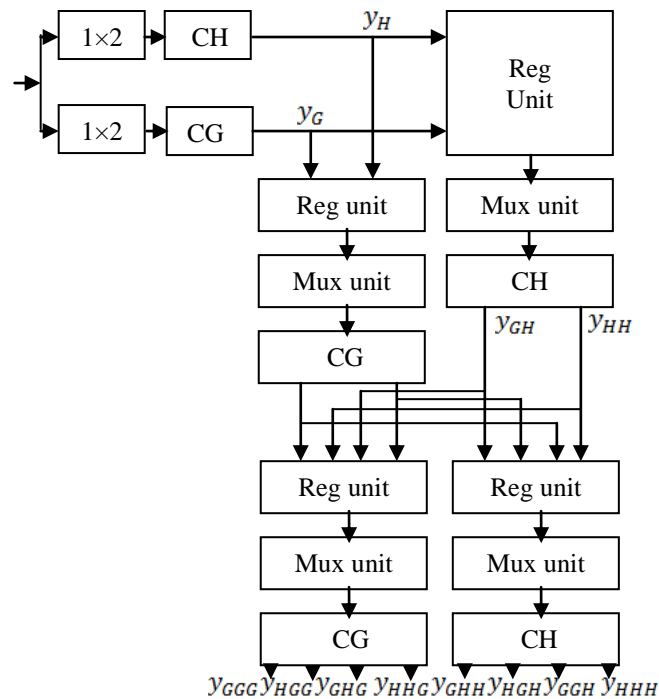 1×2
CH
y_H
Reg
Unit
1×2
CG
y_G
Reg unit
Mux unit
Mux unit
CH
CG
y_GH
y_HH
Reg unit
Reg unit
Mux unit
Mux unit
CG
CH
y_GGG y_HGG y_GHG y_HHG y_GHH y_HGH y_GGH y_HHH